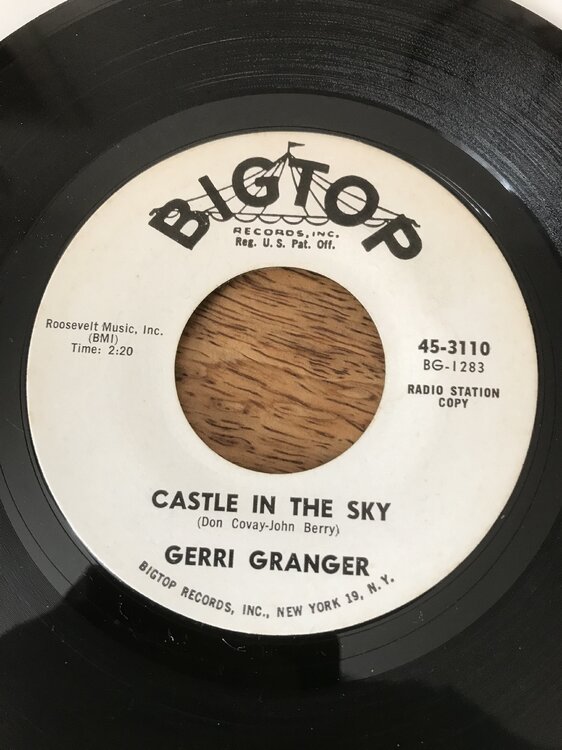 BIGTOP
RECORDS, INC.
Reg. U. S. Pat. Off.
Roosevelt Music, Inc.
(BMI)
Time: 2:20
45-3110
BG-1283
RADIO STATION
COPY
CASTLE IN THE SKY
(Don Covay-John Berry)
GERRI GRANGER
BIGTOP RECORDS, INC., NEW YORK 19, N. Y.